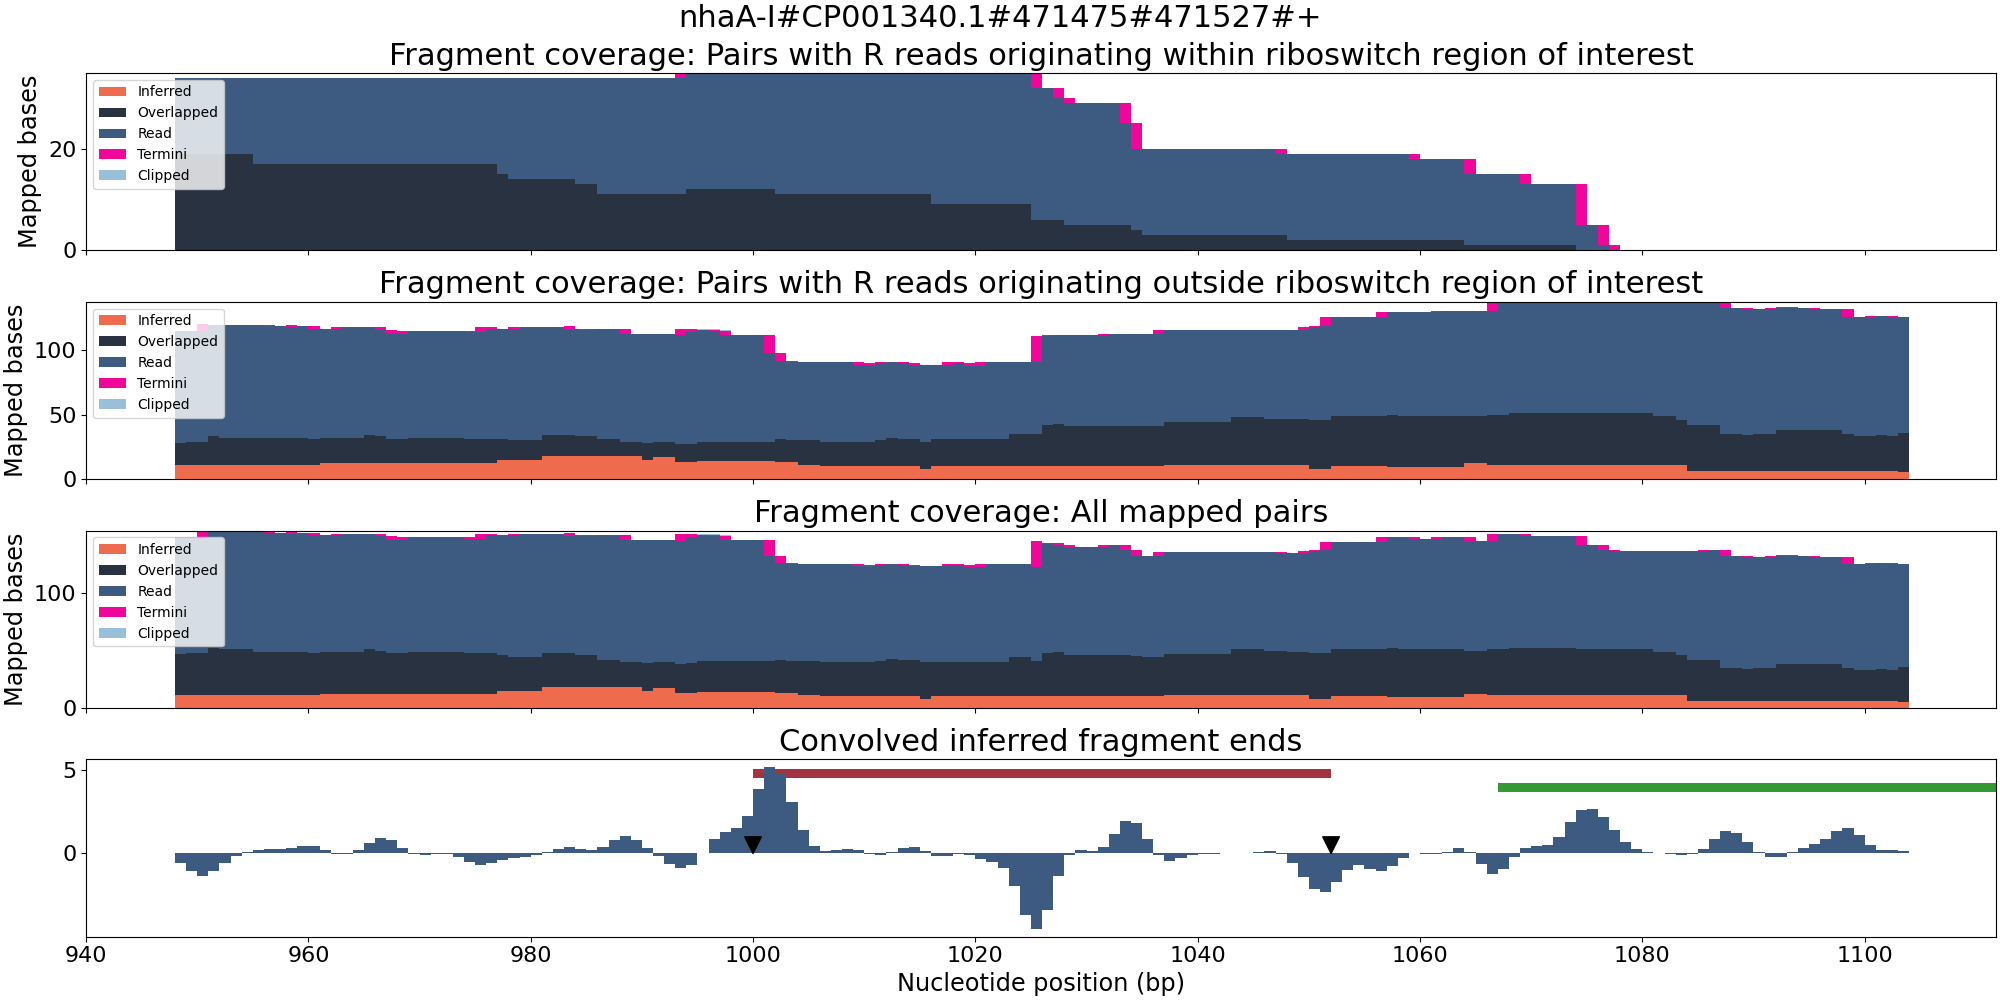 nhaA-I#CP001340.1#471475#471527#+
Fragment coverage: Pairs with R reads originating within riboswitch region of interest
Mapped bases
20
0
Inferred
Overlapped
Read
Termini
Clipped
Fragment coverage: Pairs with R reads originating outside riboswitch region of interest
Mapped bases
100
50
0
Inferred
Overlapped
Read
Termini
Clipped
Fragment coverage: All mapped pairs
Mapped bases
100
0
Inferred
Overlapped
Read
Termini
Clipped
Convolved inferred fragment ends
5
0
940 960 980 1000 1020 1040 1060 1080 1100
Nucleotide position (bp)